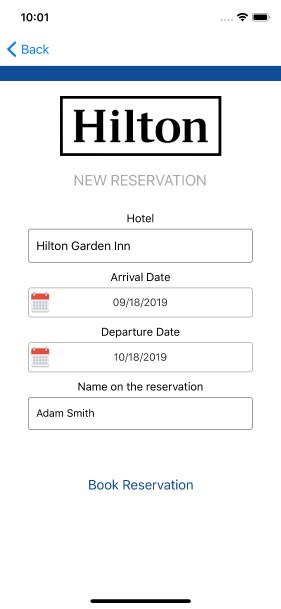 10:01
Back
Hilton
NEW RESERVATION
Hotel
Hilton Garden Inn
Arrival Date
09/18/2019
Departure Date
10/18/2019
Name on the reservation
Adam Smith
Book Reservation